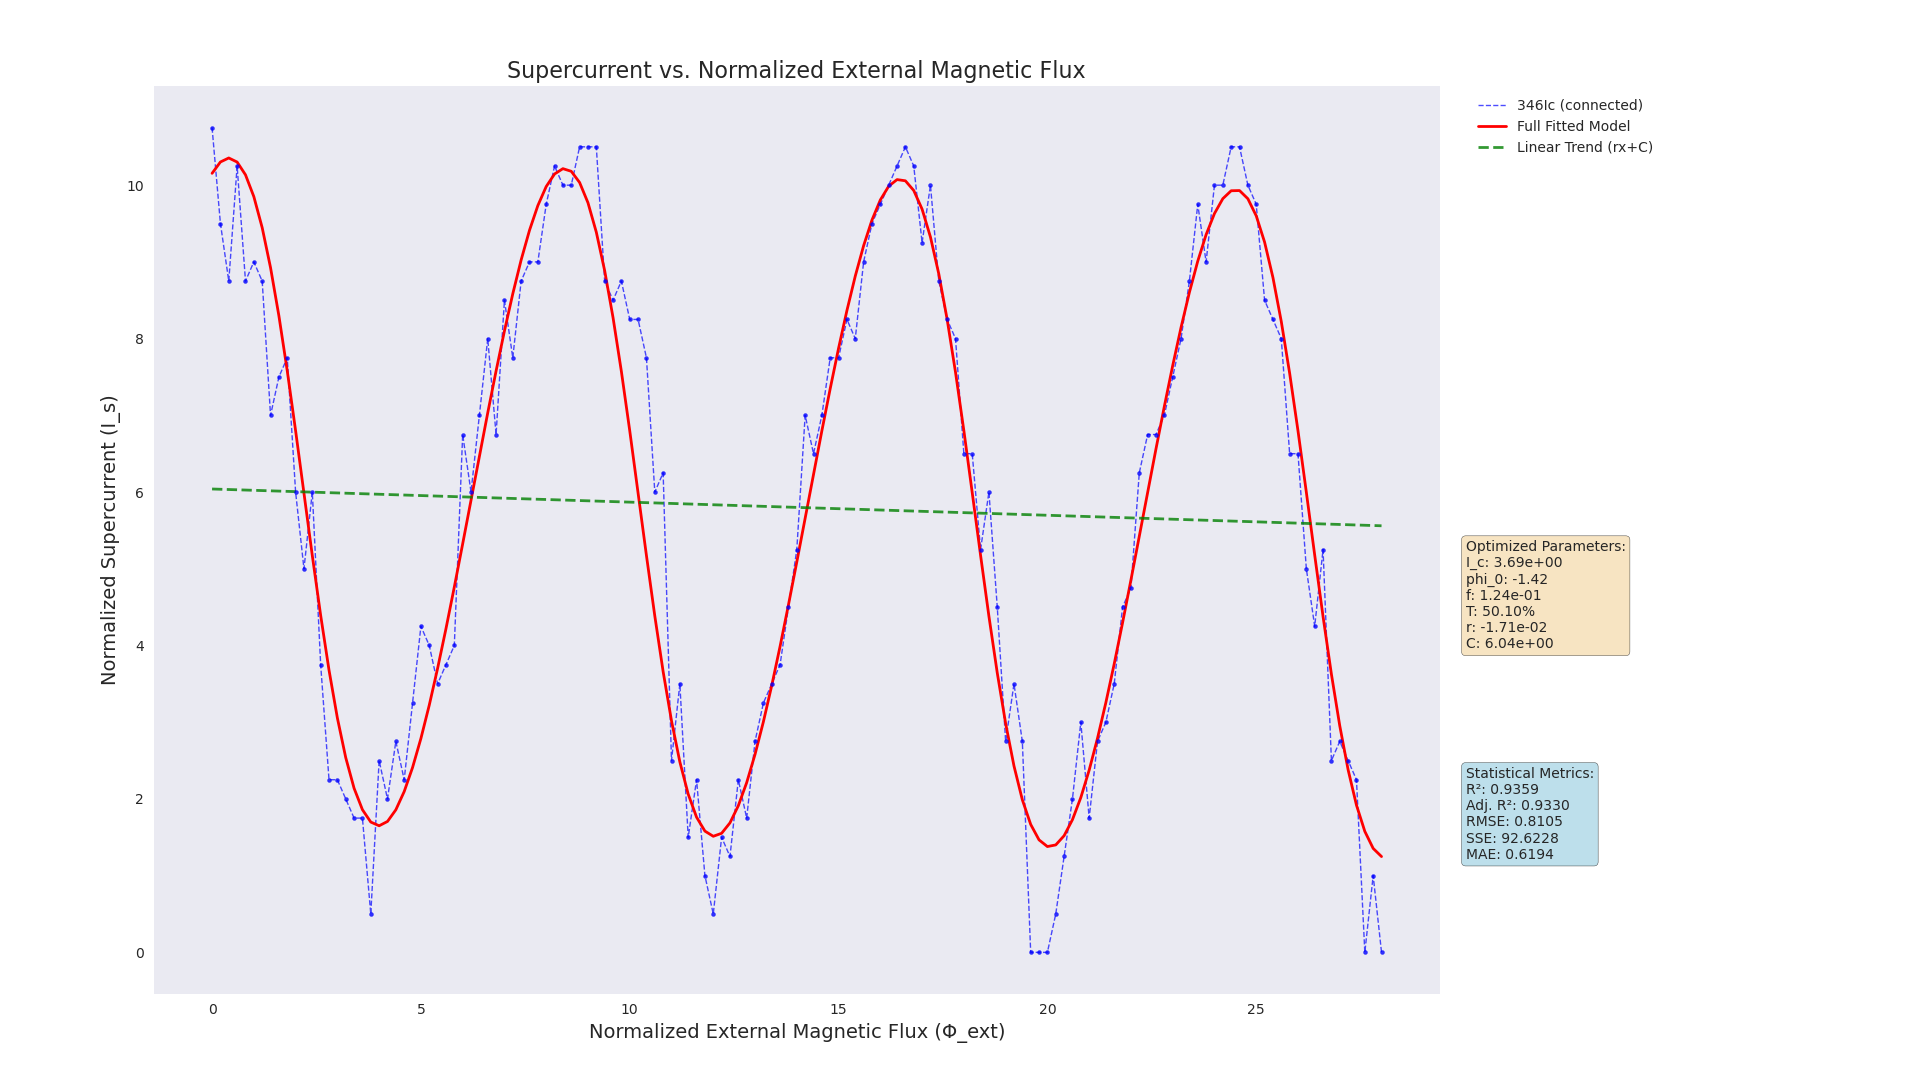 Supercurrent vs. Normalized External Magnetic Flux
346Ic (connected)
Full Fitted Model
Linear Trend (rx+C)
Normalized Supercurrent (I_s)
10
8
6
4
2
0
0 5 10 15 20 25
Normalized External Magnetic Flux (Φ_ext)
Optimized Parameters:
I_c: 3.69e+00
phi_0: -1.42
f: 1.24e-01
T: 50.10%
r: -1.71e-02
C: 6.04e+00
Statistical Metrics:
R²: 0.9359
Adj. R²: 0.9330
RMSE: 0.8105
SSE: 92.6228
MAE: 0.6194